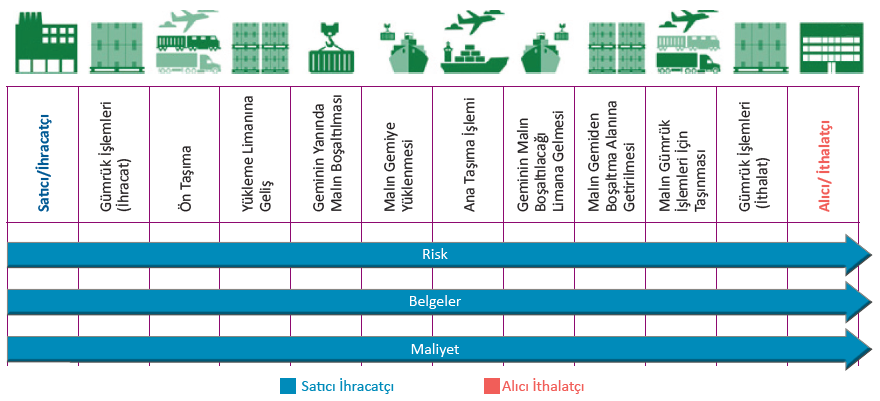 Satıcı/İhracatçı
Gümrük İşlemleri
(İhracat)
Ön Taşıma
Yükleme Limanına
Geliş
Geminin Yanında
Malın Boşaltılması
Malın Gemiye
Yüklenmesi
Ana Taşıma İşlemi
Geminin Malın
Boşaltılacağı
Limana Gelmesi
Malın Gemiden
Boşaltma Alanına
Getirilmesi
Malın Gümrük
İşlemleri İçin
Taşınması
Gümrük İşlemleri
(İthalat)
Alıcı/ İthalatçı
Risk
Belgeler
Maliyet
Satıcı İhracatçı
Alıcı İthalatçı